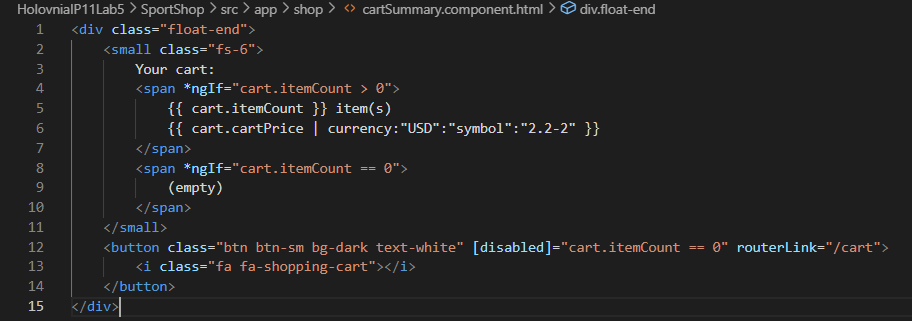 HolovniaIP11Lab5 > SportShop > src > app > shop > <> cartSummary.component.html > div.float-end
1 <div class="float-end">
2     <small class="fs-6">
3         Your cart:
4         <span *ngIf="cart.itemCount > 0">
5             {{ cart.itemCount }} item(s)
6             {{ cart.cartPrice | currency:"USD":"symbol":"2.2-2" }}
7         </span>
8         <span *ngIf="cart.itemCount == 0">
9             (empty)
10         </span>
11     </small>
12     <button class="btn btn-sm bg-dark text-white" [disabled]="cart.itemCount == 0" routerLink="/cart">
13         <i class="fa fa-shopping-cart"></i>
14     </button>
15 </div>